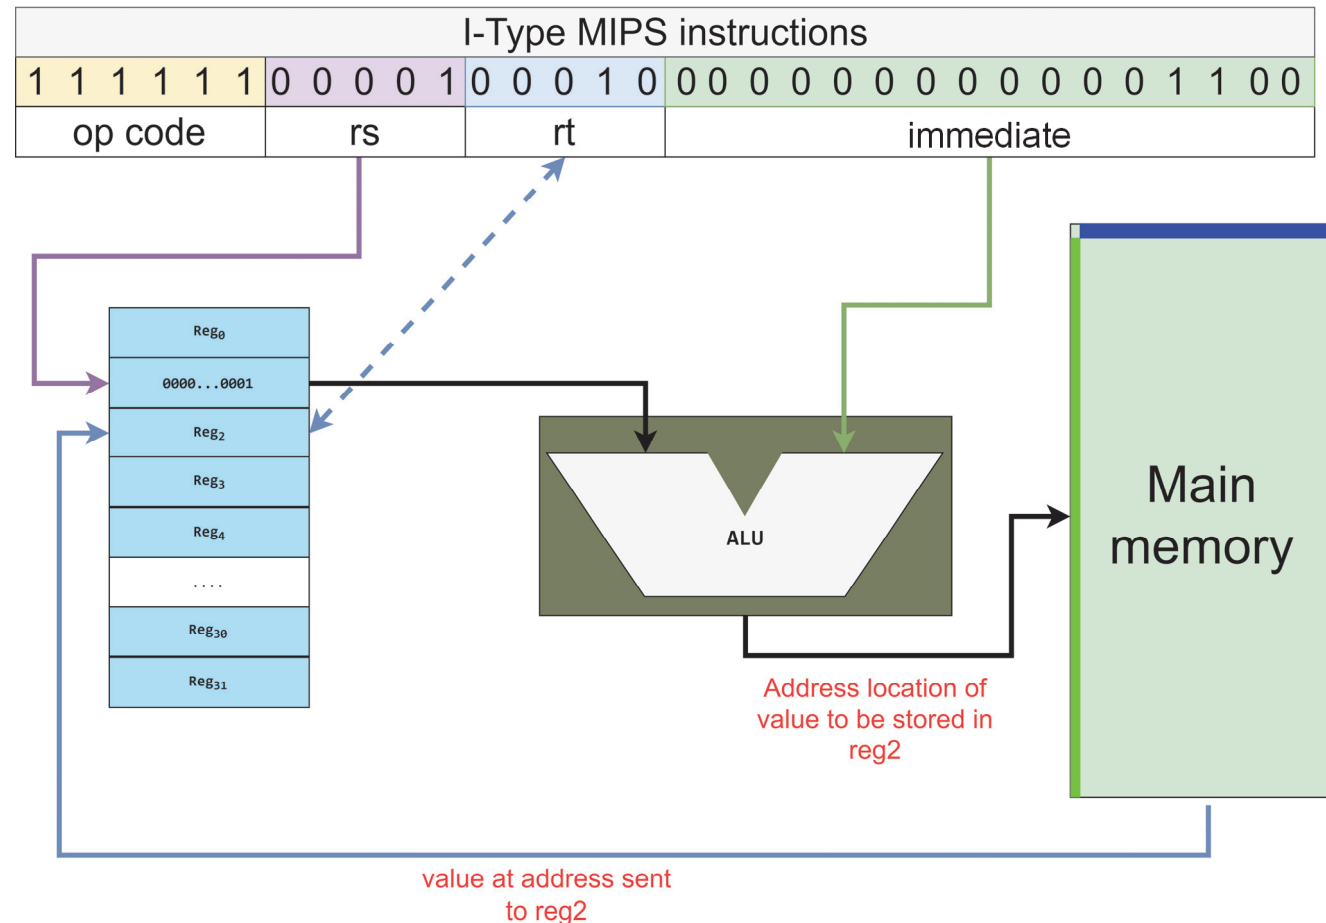 I-Type MIPS instructions
1 1 1 1 1 1 0 0 0 0 1 0 0 0 1 0 0 0 0 0 0 0 0 0 0 0 0 0 1 1 0 0
op code rs rt immediate
Reg0
0000...0001
Reg2
Reg3
Reg4
....
Reg30
Reg31
ALU
Main
memory
Address location of
value to be stored in
reg2
value at address sent
to reg2